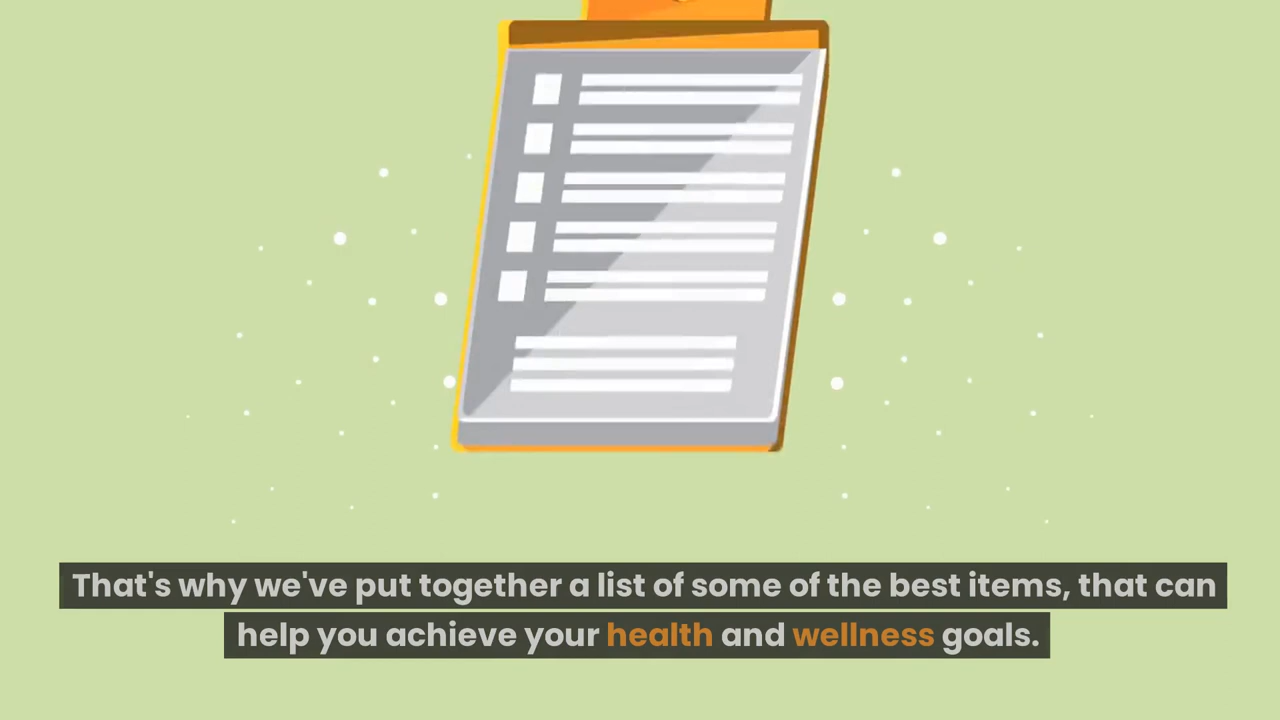 That's why we've put together a list of some of the best items, that can
help you achieve your health and wellness goals.